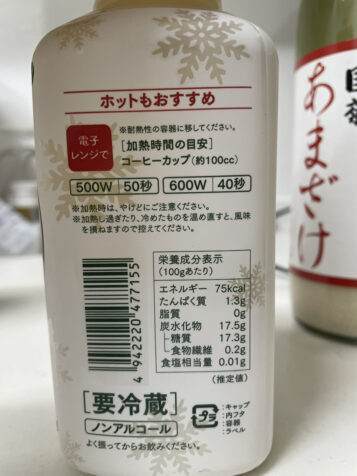 ホットもおすすめ
電子
レンジで
※耐熱性の容器に移してください。
[加熱時間の目安]
コーヒーカップ(約100cc)
500W 50秒 600W 40秒
※加熱時は、やけどにご注意ください。
※加熱し過ぎたり、冷めたものを温め直すと、風味
を損ねますので控えてください。
栄養成分表示
(100gあたり)
エネルギー 75kcal
たんぱく質 1.3g
脂質 0g
炭水化物 17.5g
糖質 17.3g
食物繊維 0.2g
食塩相当量 0.01g
(推定値)
4 942220 477155
[要冷蔵]
ノンアルコール
よく振ってからお飲みください。
プラ
:キャップ
内フタ
容器
ラベル
あまざけ